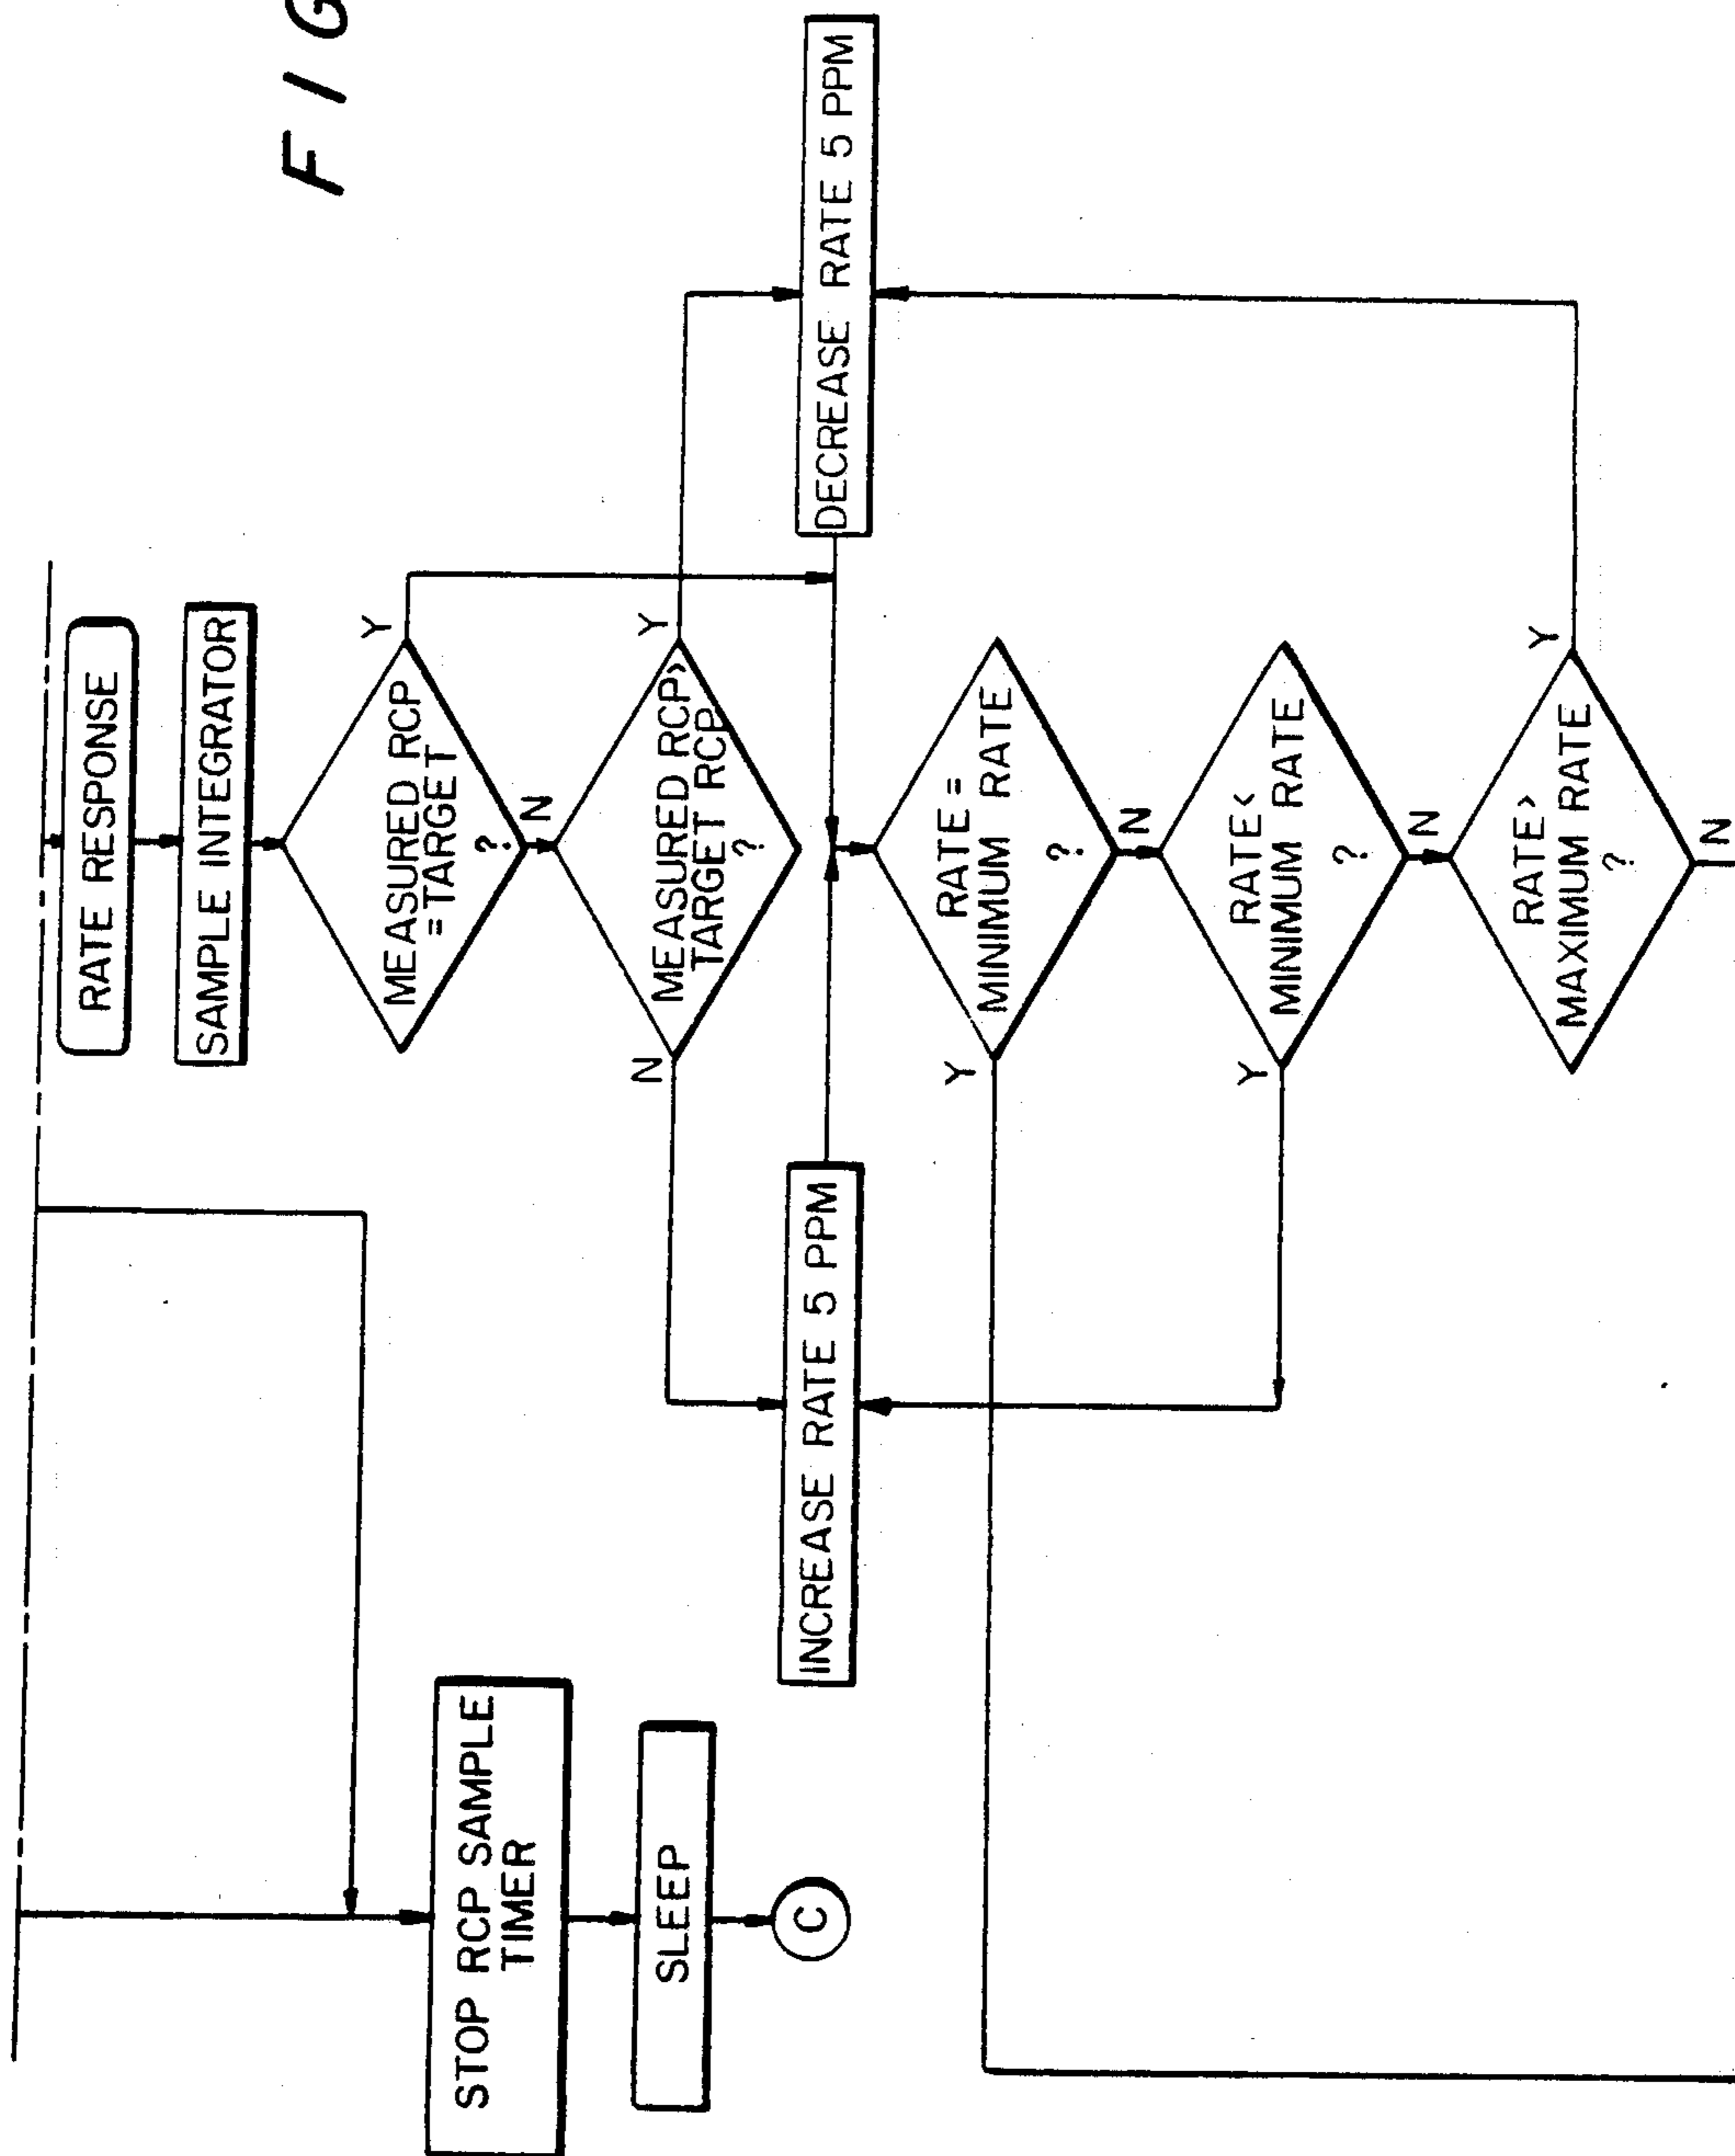 FIG
RATE RESPONSE
SAMPLE INTEGRATOR
MEASURED RCP
=TARGET
?
Y
N
MEASURED RCP>
TARGET RCP
?
Y
N
INCREASE RATE 5 PPM
DECREASE RATE 5 PPM
RATE =
MINIMUM RATE
?
Y
N
RATE<
MINIMUM RATE
?
Y
N
RATE>
MAXIMUM RATE
?
Y
N
STOP RCP SAMPLE
TIMER
SLEEP
C